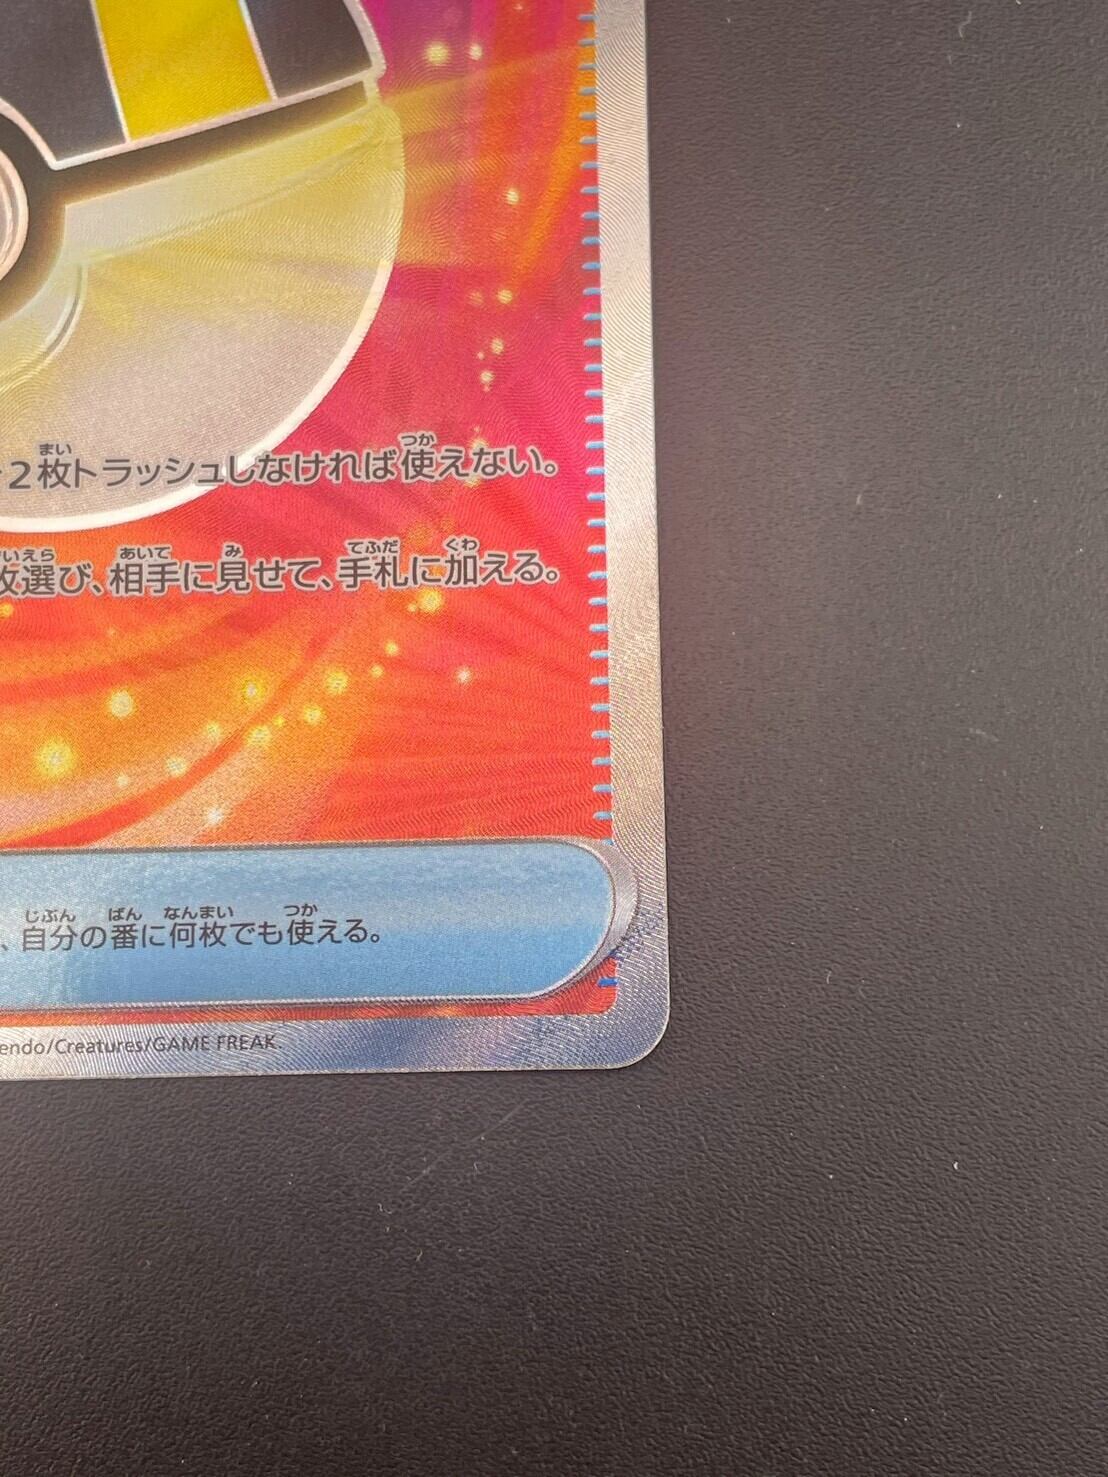 2枚トラッシュしなければ使えない。
選び、相手に見せて、手札に加える。
、自分の番に何枚でも使える。
endo/Creatures/GAME FREAK.